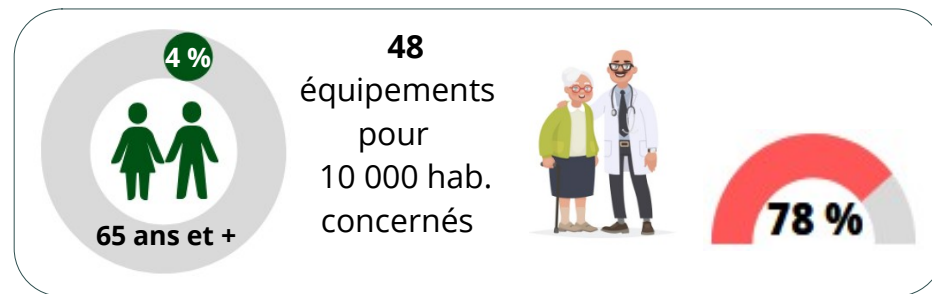 4 %
65 ans et +
48
équipements
pour
10 000 hab.
concernés
78 %